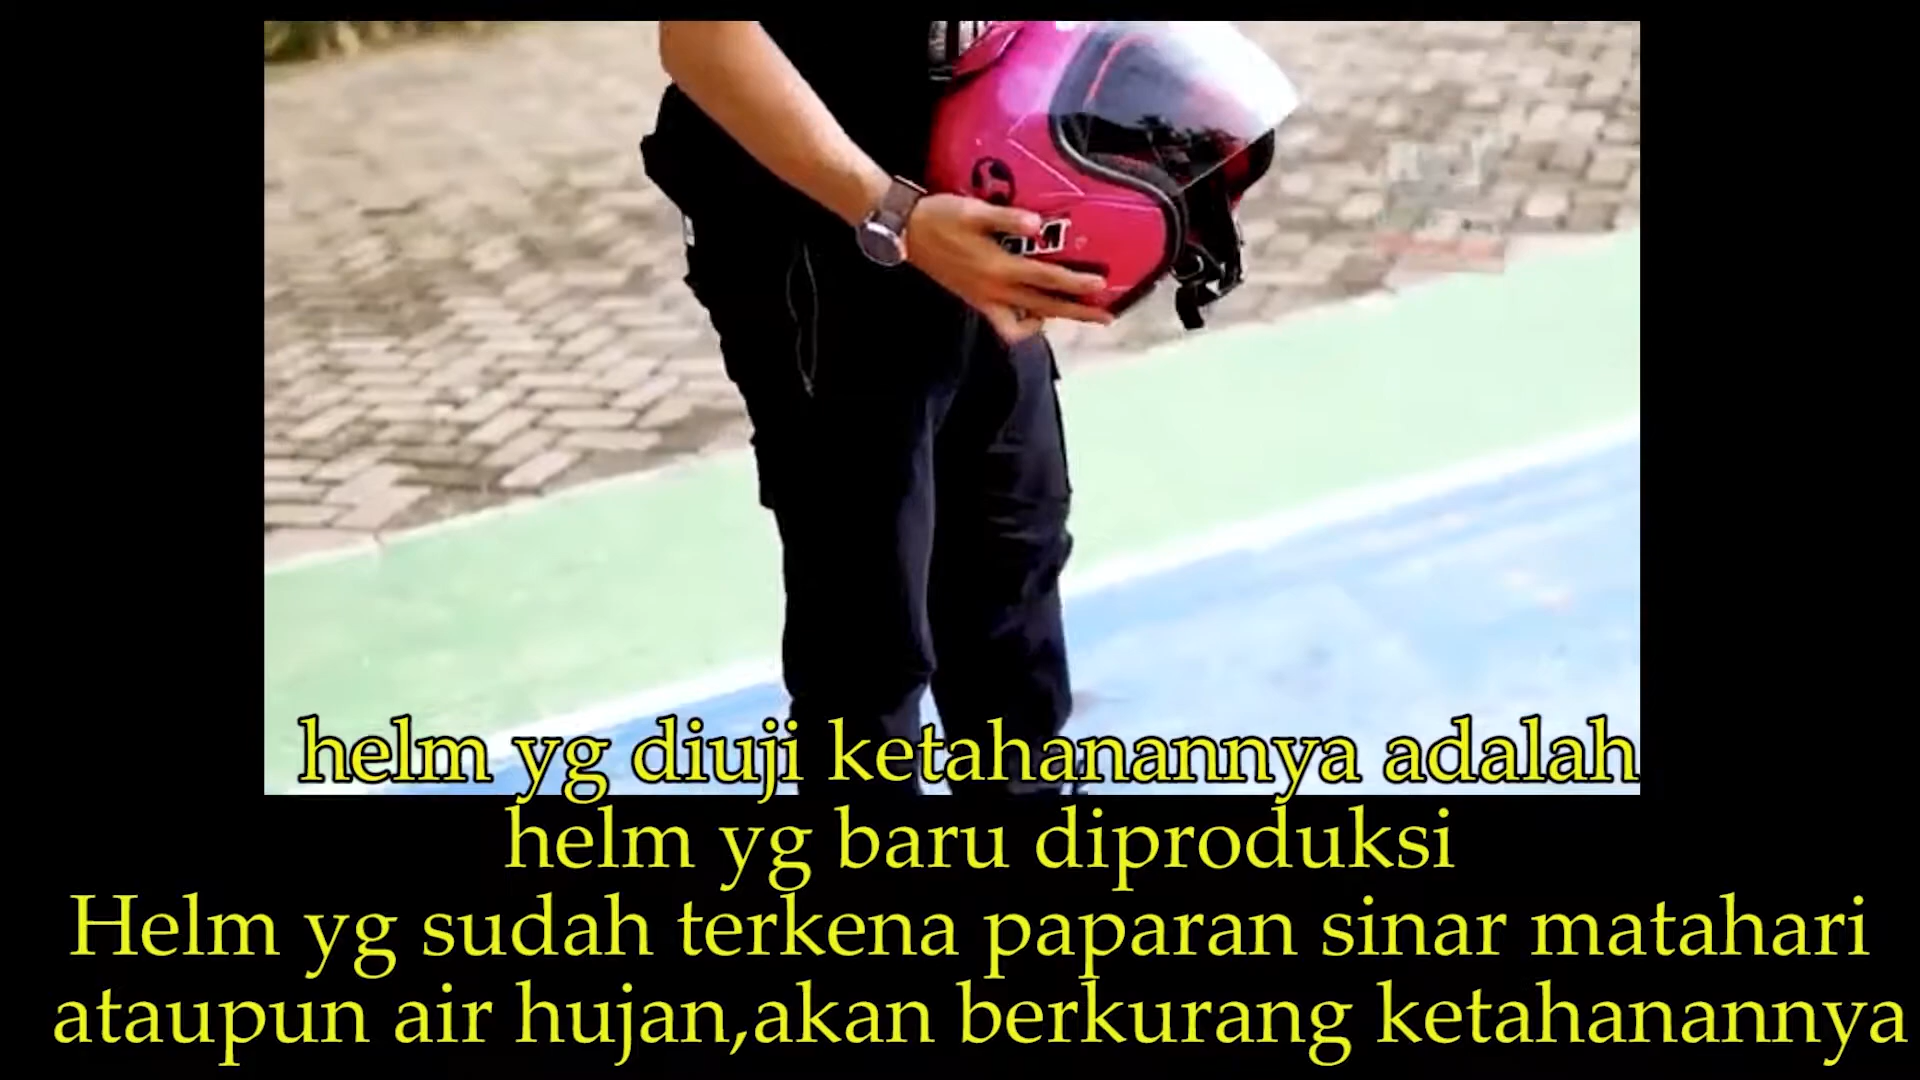 helm yg diuji ketahanannya adalah
helm yg baru diproduksi
Helm yg sudah terkena paparan sinar matahari
ataupun air hujan,akan berkurang ketahanannya